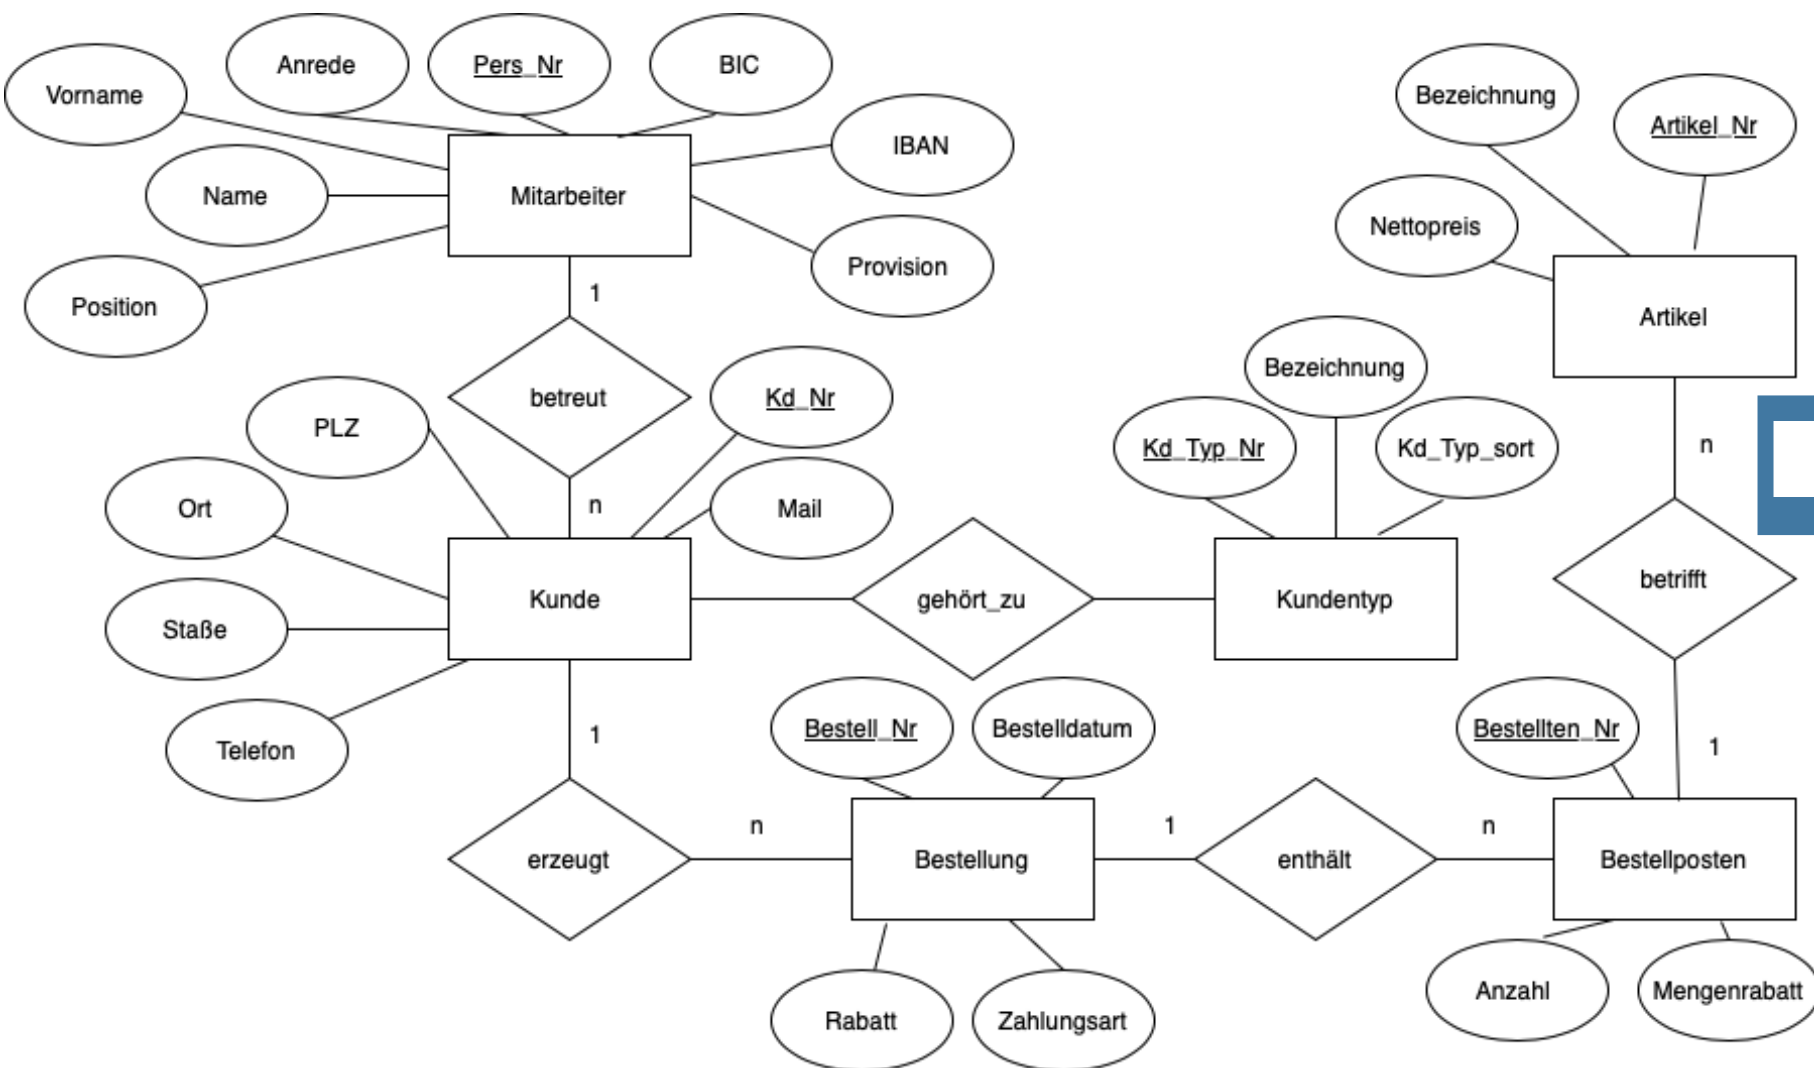 Anrede
Pers_Nr
BIC
Vorname
Bezeichnung
Artikel_Nr
IBAN
Name
Mitarbeiter
Nettopreis
Provision
Position
1
Artikel
Bezeichnung
betreut
Kd_Nr
PLZ
Kd_Typ_Nr
Kd_Typ_sort
n
Ort
n
Mail
betrifft
Kunde
gehört_zu
Kundentyp
Staße
Bestell_Nr
Bestelldatum
Bestellten_Nr
1
1
Telefon
n
1
n
erzeugt
Bestellung
enthält
Bestellposten
Anzahl
Mengenrabatt
Rabatt
Zahlungsart